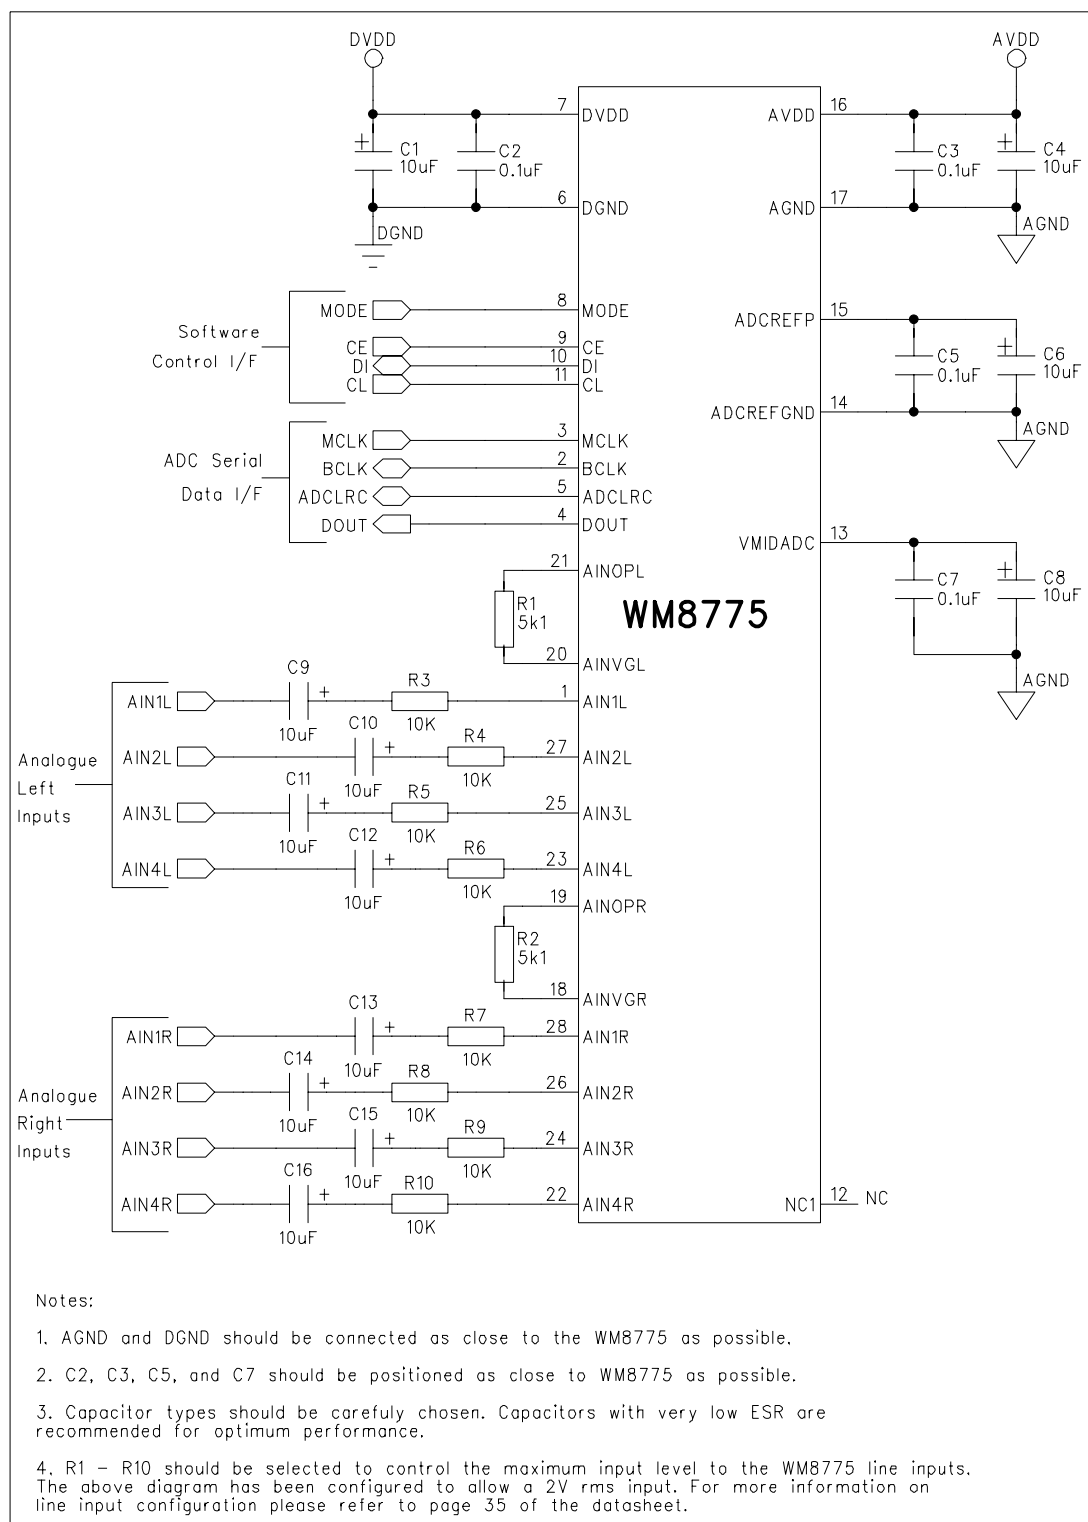 DVDD
AVDD
7 DVDD
AVDD 16
C1 10uF
C2 0.1uF
C3 0.1uF
C4 10uF
6 DGND
AGND 17
DGND
AGND
8 MODE
MODE
ADCREFP 15
Software
Control I/F
CE 9 CE
DI 10 DI
CL 11 CL
C5 0.1uF
C6 10uF
ADCREFGND 14
AGND
ADC Serial
Data I/F
MCLK 3 MCLK
BCLK 2 BCLK
ADCLRC 5 ADCLRC
DOUT 4 DOUT
VMIDADC 13
C7 0.1uF
C8 10uF
AGND
21 AINOPL
R1 5k1
WM8775
20 AINVGL
Analogue
Left
Inputs
AIN1L C9 10uF + R3 10K 1 AIN1L
AIN2L C10 10uF + R4 10K 27 AIN2L
AIN3L C11 10uF + R5 10K 25 AIN3L
AIN4L C12 10uF + R6 10K 23 AIN4L
19 AINOPR
R2 5k1
18 AINVGR
Analogue
Right
Inputs
AIN1R C13 10uF + R7 10K 28 AIN1R
AIN2R C14 10uF + R8 10K 26 AIN2R
AIN3R C15 10uF + R9 10K 24 AIN3R
AIN4R C16 10uF + R10 10K 22 AIN4R
NC1 12 NC
Notes:
1. AGND and DGND should be connected as close to the WM8775 as possible.
2. C2, C3, C5, and C7 should be positioned as close to WM8775 as possible.
3. Capacitor types should be carefuly chosen. Capacitors with very low ESR are
recommended for optimum performance.
4. R1 - R10 should be selected to control the maximum input level to the WM8775 line inputs.
The above diagram has been configured to allow a 2V rms input. For more information on
line input configuration please refer to page 35 of the datasheet.